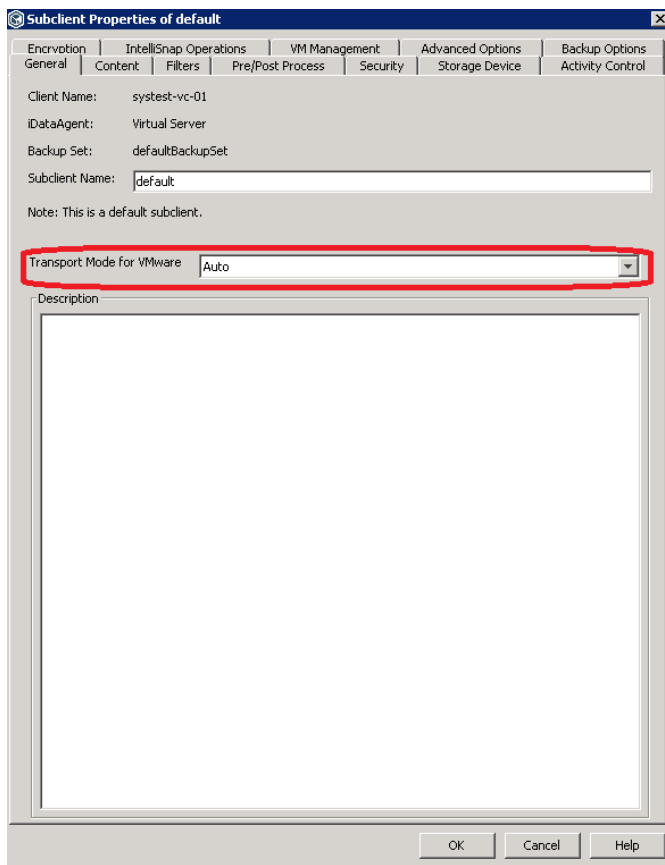 Subclient Properties of default
Encryption IntelliSnap Operations VM Management Advanced Options Backup Options
General Content Filters Pre/Post Process Security Storage Device Activity Control
Client Name: systest-vc-01
iDataAgent: Virtual Server
Backup Set: defaultBackupSet
Subclient Name: default
Note: This is a default subclient.
Transport Mode for VMware Auto
Description
OK Cancel Help